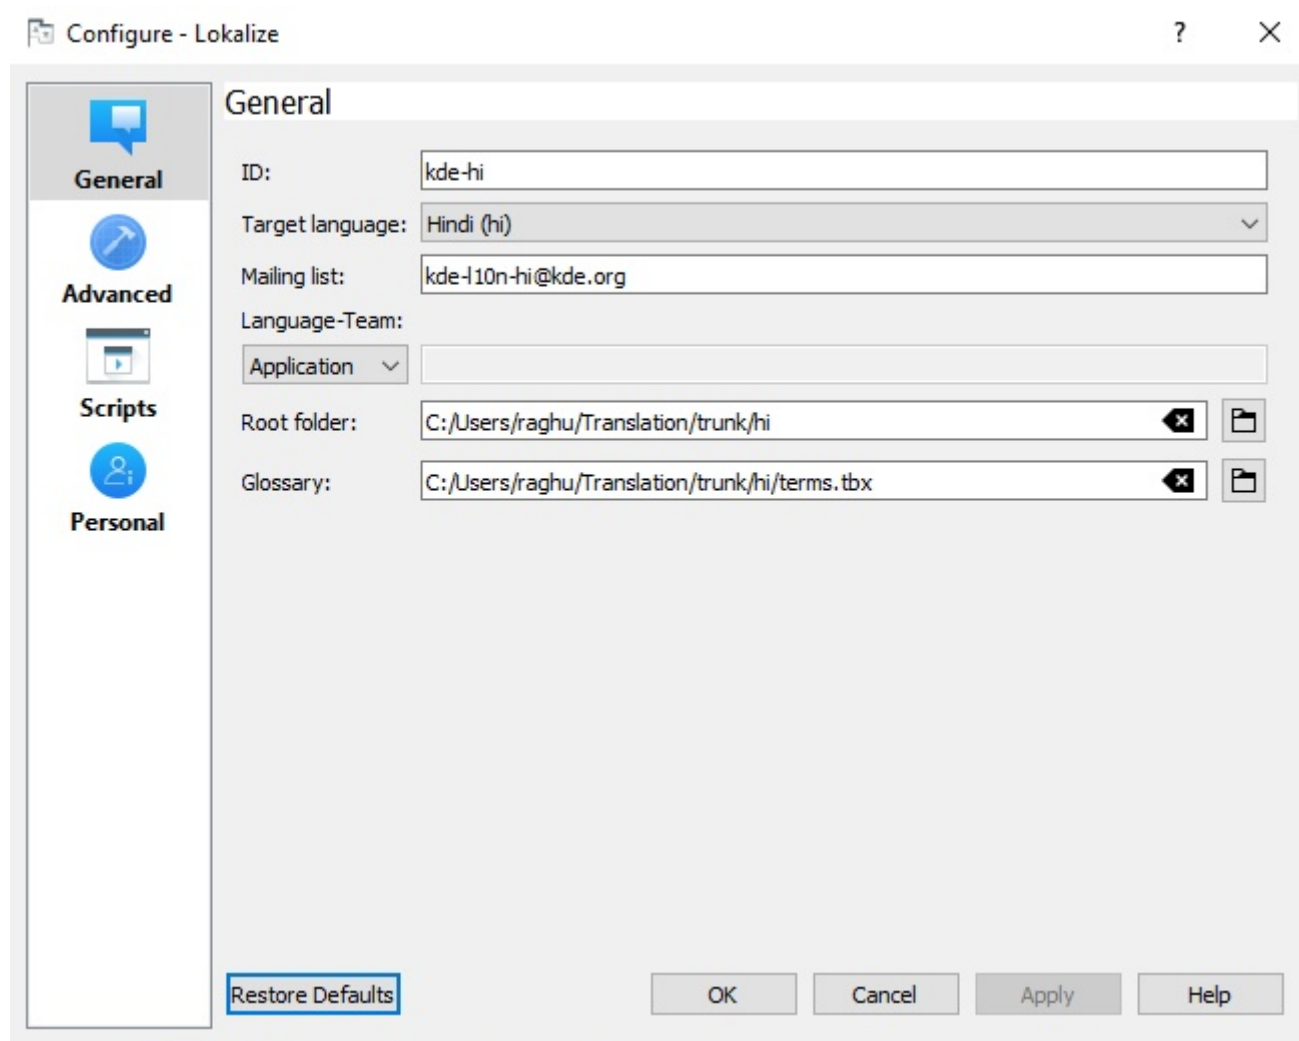 Configure - Lokalize
General
Advanced
Scripts
Personal
General
ID: kde-hi
Target language: Hindi (hi)
Mailing list: kde-l10n-hi@kde.org
Language-Team:
Application
Root folder: C:/Users/raghu/Translation/trunk/hi
Glossary: C:/Users/raghu/Translation/trunk/hi/terms.tbx
Restore Defaults OK Cancel Apply Help